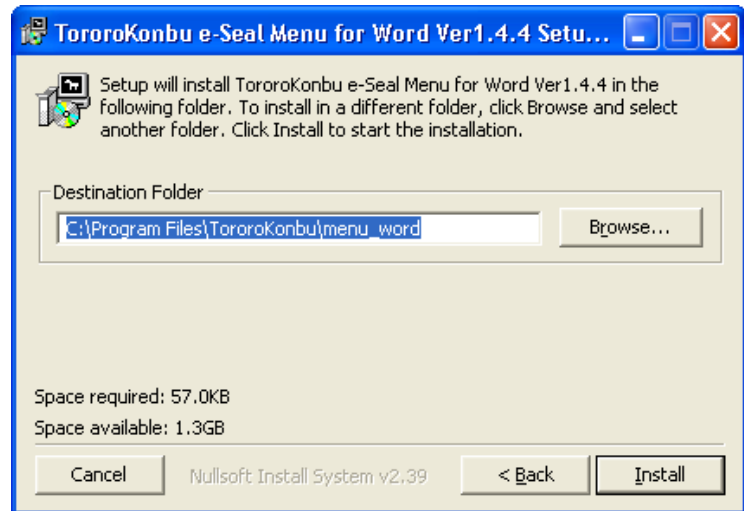 TororoKonbu e-Seal Menu for Word Ver1.4.4 Setu...
Setup will install TororoKonbu e-Seal Menu for Word Ver1.4.4 in the
following folder. To install in a different folder, click Browse and select
another folder. Click Install to start the installation.
Destination Folder
C:\Program Files\TororoKonbu\menu_word
Browse...
Space required: 57.0KB
Space available: 1.3GB
Cancel
Nullsoft Install System v2.39
< Back
Install